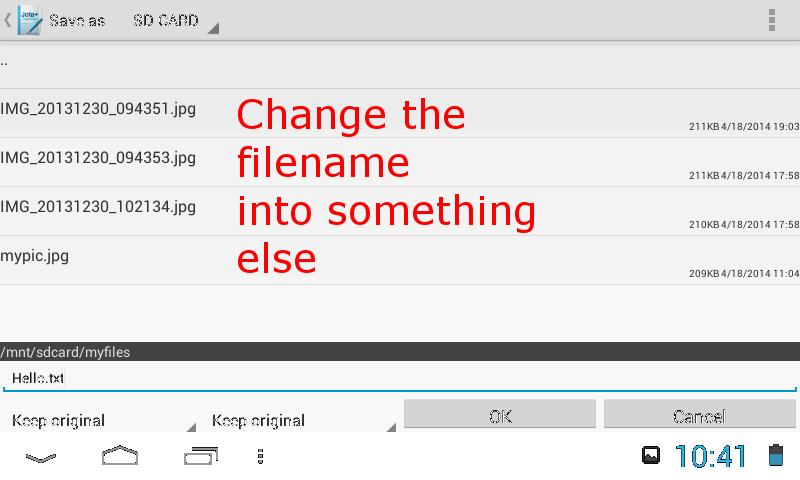 Jota+
Save as SD CARD
..
IMG_20131230_094351.jpg
211KB 4/18/2014 19:03
IMG_20131230_094353.jpg
211KB 4/18/2014 17:58
IMG_20131230_102134.jpg
210KB 4/18/2014 17:58
mypic.jpg
209KB 4/18/2014 11:04
Change the
filename
into something
else
/mnt/sdcard/myfiles
Hello.txt
Keep original Keep original OK Cancel
10:41